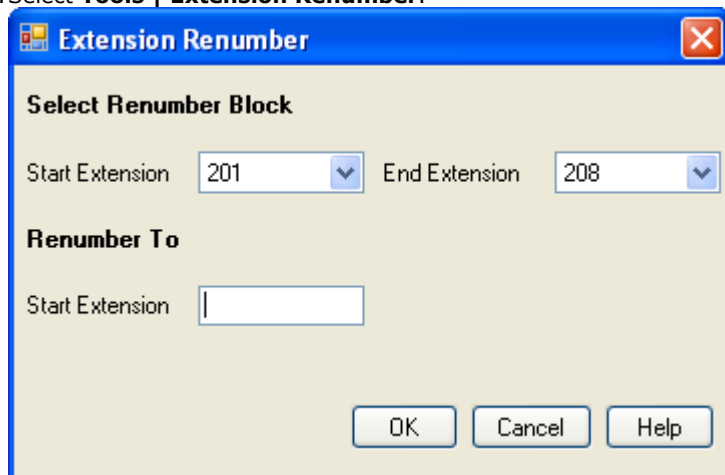 Select Tools | Extension Renumber.
Extension Renumber
Select Renumber Block
Start Extension 201 End Extension 208
Renumber To
Start Extension
OK Cancel Help